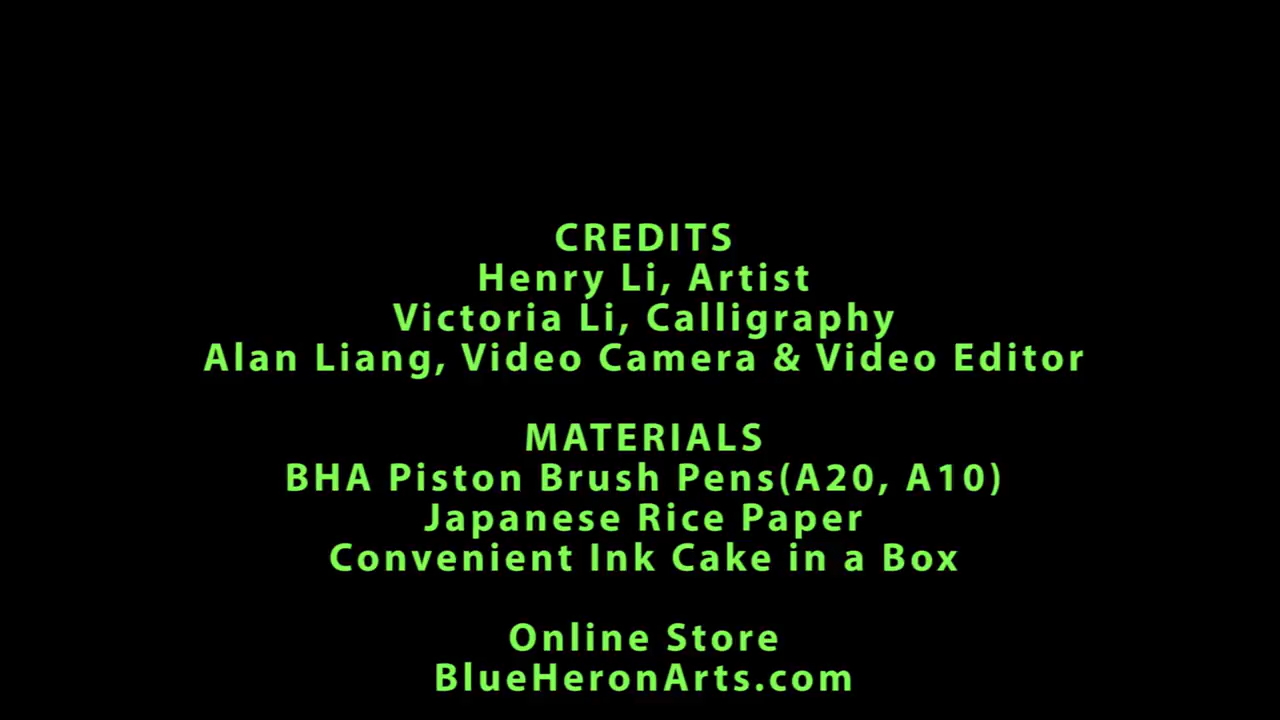 CREDITS
Henry Li, Artist
Victoria Li, Calligraphy
Alan Liang, Video Camera & Video Editor
MATERIALS
BHA Piston Brush Pens(A20, A10)
Japanese Rice Paper
Convenient Ink Cake in a Box
Online Store
BlueHeronArts.com